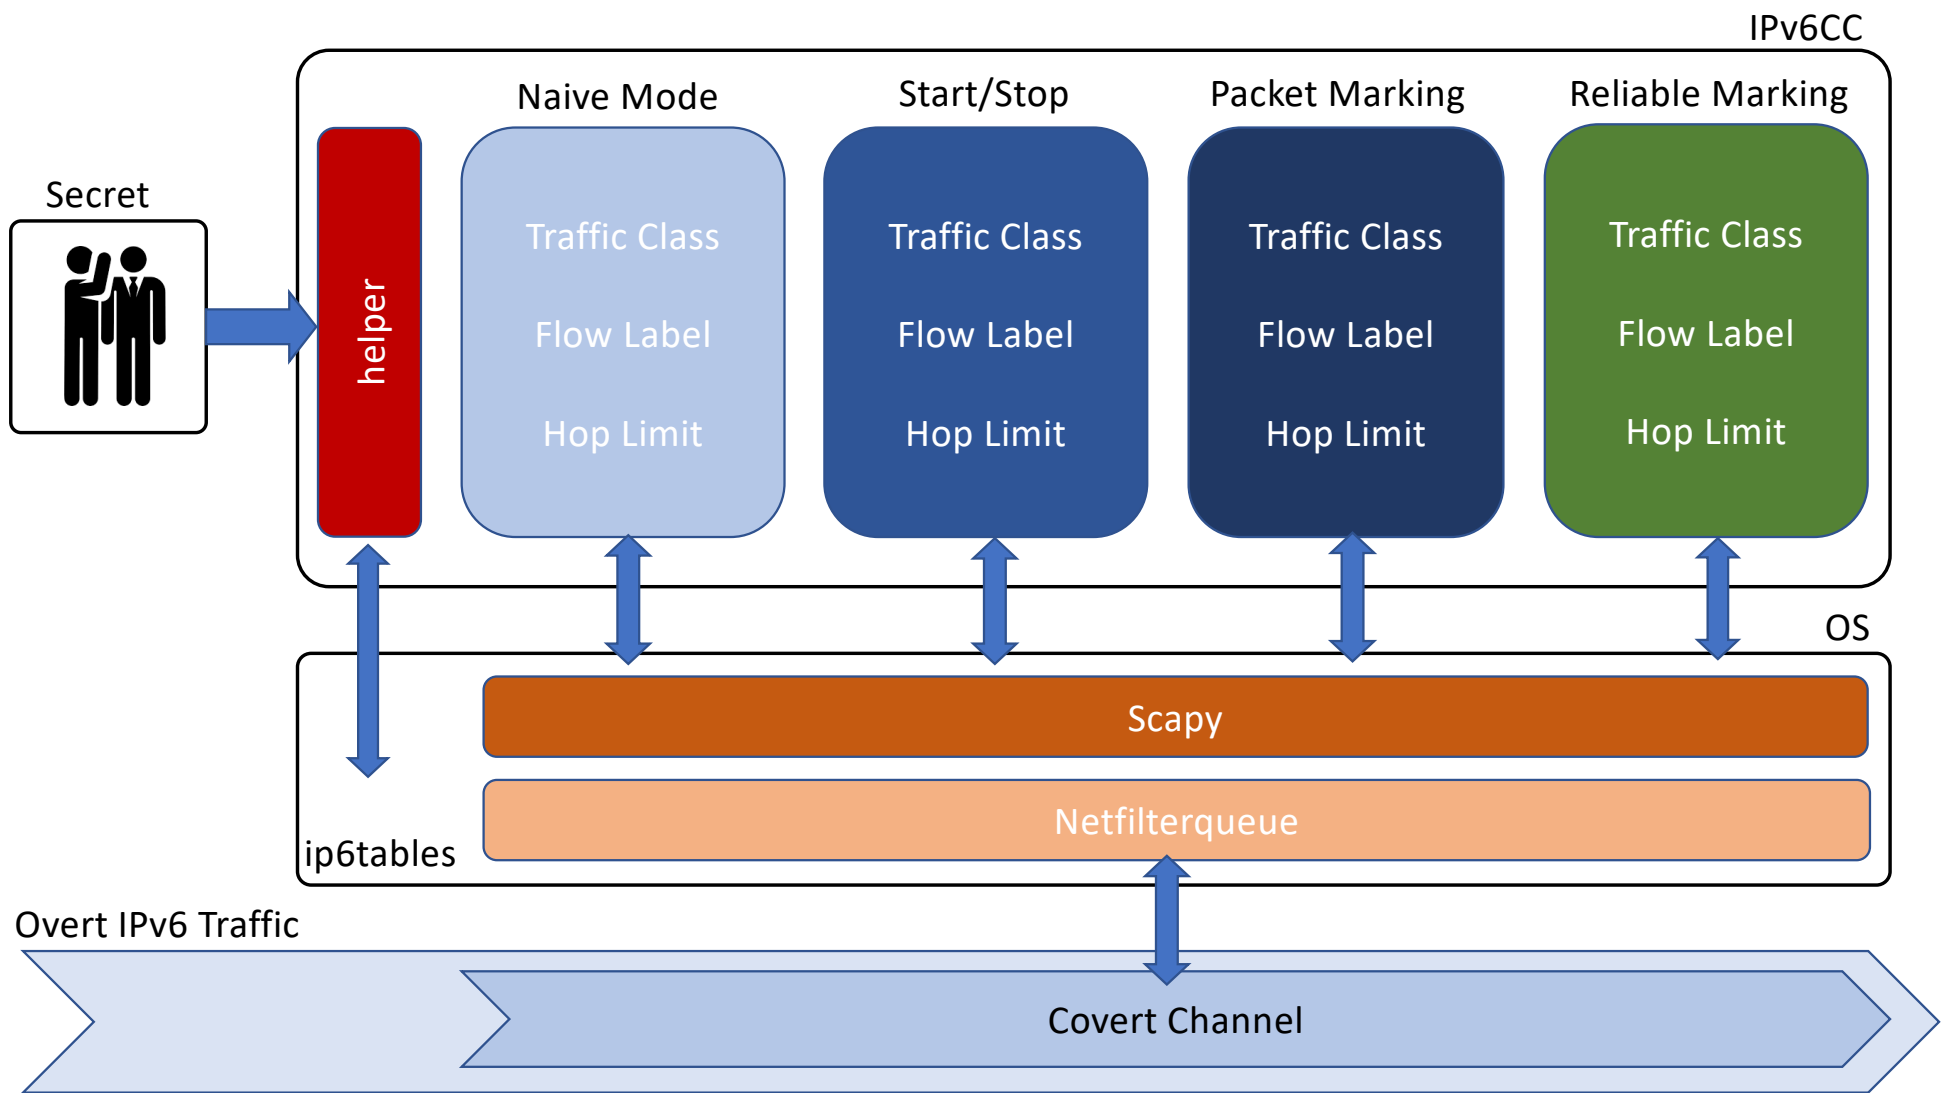 IPv6CC
Naive Mode
Start/Stop
Packet Marking
Reliable Marking
Secret
helper
Traffic Class
Flow Label
Hop Limit
Traffic Class
Flow Label
Hop Limit
Traffic Class
Flow Label
Hop Limit
Traffic Class
Flow Label
Hop Limit
OS
Scapy
Netfilterqueue
ip6tables
Overt IPv6 Traffic
Covert Channel